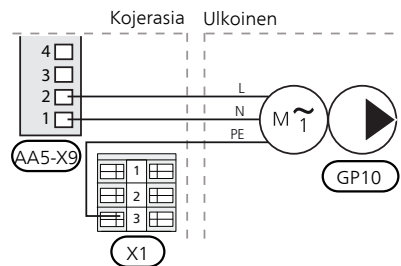 Kojerasia Ulkoinen
4
3
2
1
L
N
PE
M ~ 1
AA5-X9
GP10
1
2
3
X1